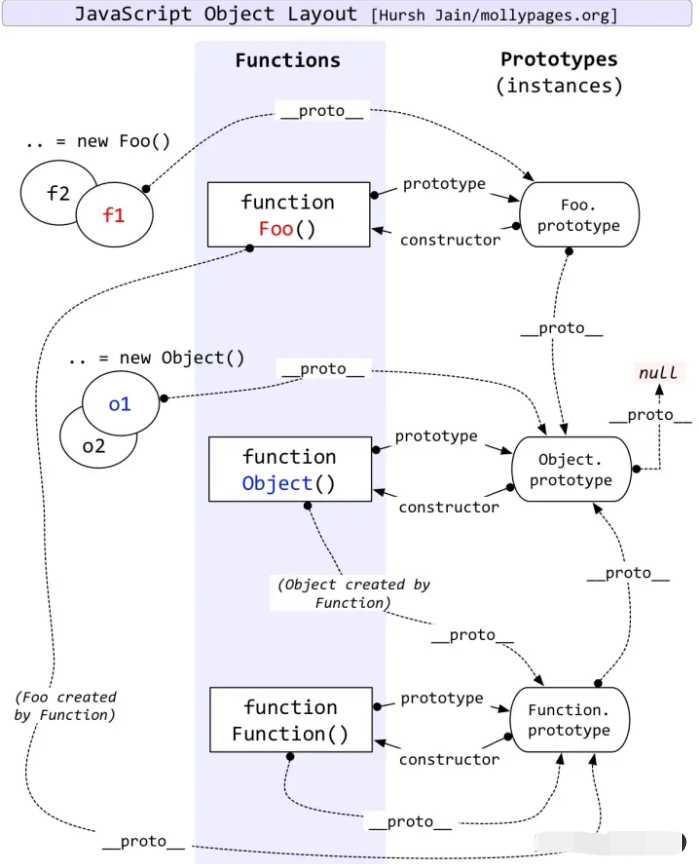 JavaScript Object Layout [Hursh Jain/mollypages.org]
Functions
Prototypes
(instances)
__proto__
.. = new Foo()
f2
f1
function
Foo()
prototype
constructor
Foo.
prototype
__proto__
.. = new Object()
__proto__
null
__proto__
o1
o2
function
Object()
prototype
constructor
Object.
prototype
(Object created by
Function)
__proto__
__proto__
(Foo created
by Function)
function
Function()
prototype
constructor
Function.
prototype
__proto__
__proto__